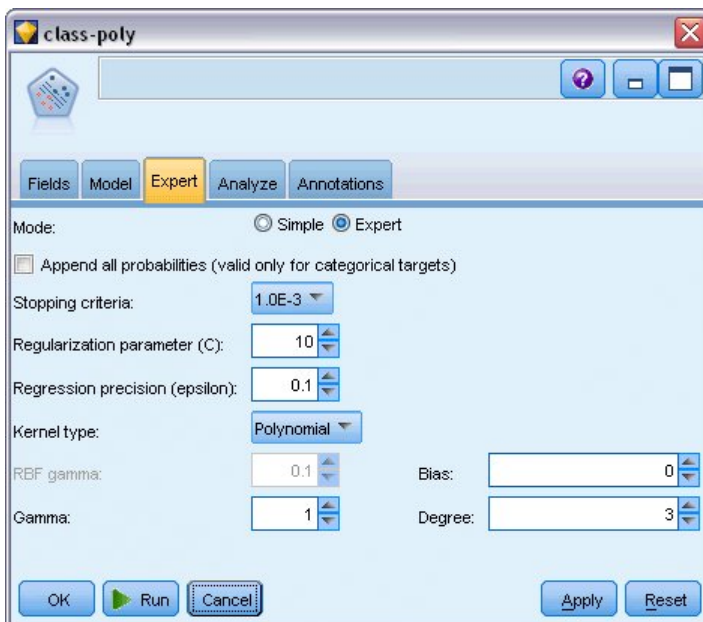 class-poly
?
Fields Model Expert Analyze Annotations
Mode: Simple Expert
Append all probabilities (valid only for categorical targets)
Stopping criteria: 1.0E-3
Regularization parameter (C): 10
Regression precision (epsilon): 0.1
Kernel type: Polynomial
RBF gamma: 0.1 Bias: 0
Gamma: 1 Degree: 3
OK Run Cancel Apply Reset